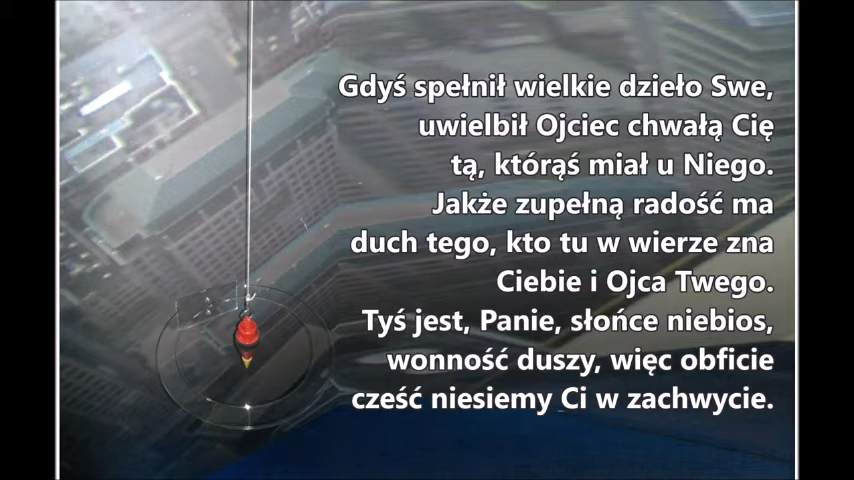 Gdyś spełnił wielkie dzieło Swe,
uwielbił Ojciec chwałą Cię
tą, którąś miał u Niego.
Jakże zupełną radość ma
duch tego, kto tu w wierze zna
Ciebie i Ojca Twego.
Tyś jest, Panie, słońce niebios,
wonność duszy, więc obficie
cześć niesiemy Ci w zachwycie.